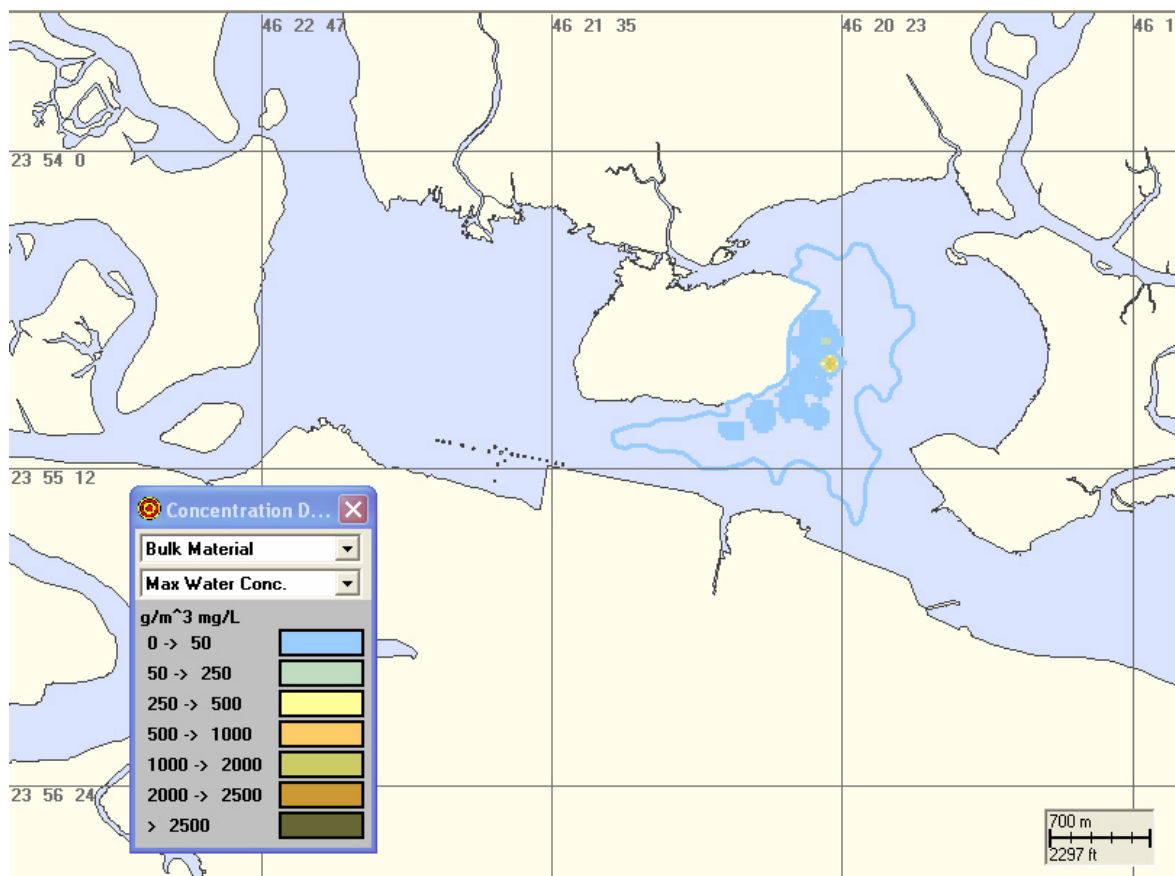 46 22 47
46 21 35
46 20 23
46 1
23 54 0
23 55 12
23 56 24
Concentration D...
Bulk Material
Max Water Conc.
g/m^3 mg/L
0 -> 50
50 -> 250
250 -> 500
500 -> 1000
1000 -> 2000
2000 -> 2500
> 2500
700 m
2297 ft